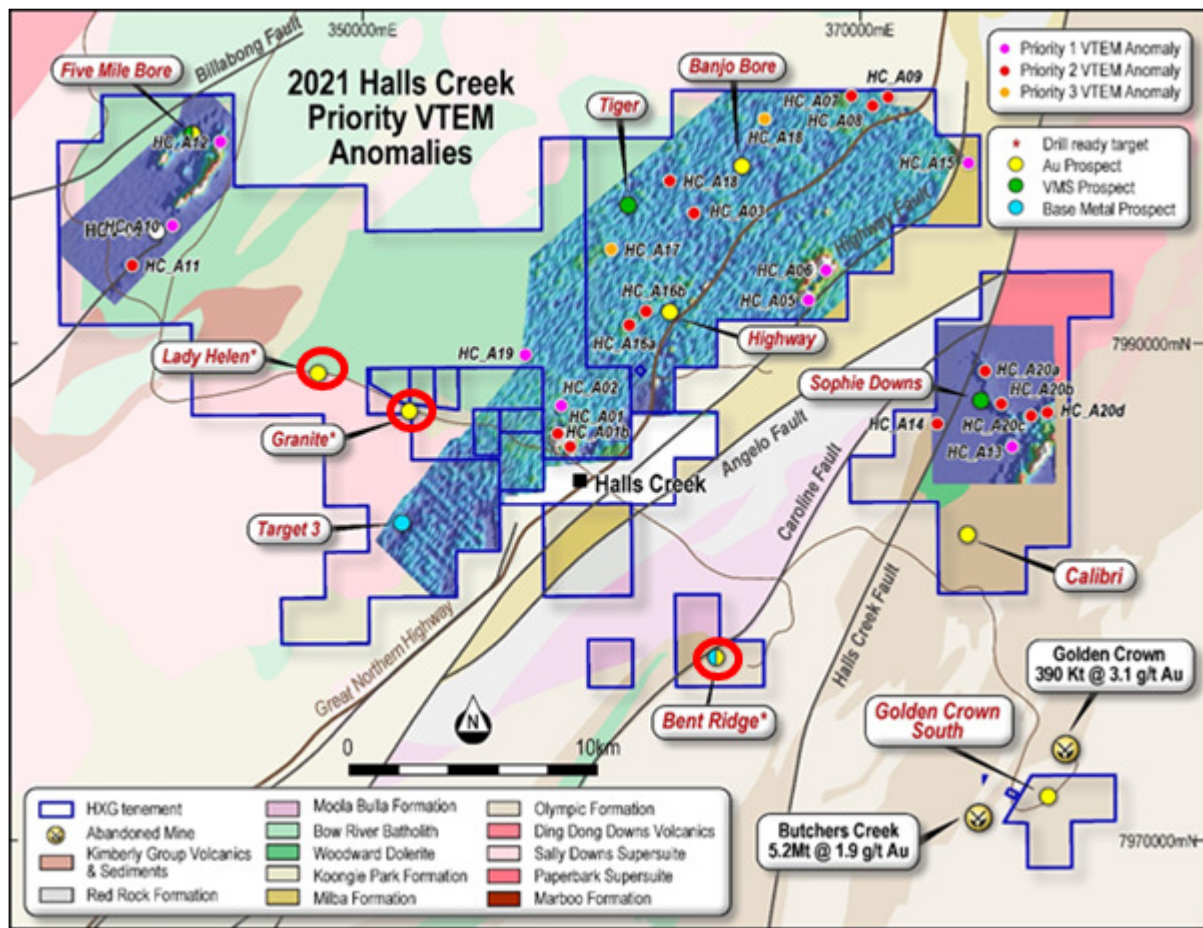 350000mE
370000mE
2021 Halls Creek
Priority VTEM
Anomalies
Billabong Fault
Five Mile Bore
Tiger
Banjo Bore
HC_A09
HC_A07
HC_A08
HC_A18
HC_A15
Priority 1 VTEM Anomaly
Priority 2 VTEM Anomaly
Priority 3 VTEM Anomaly
Drill ready target
Au Prospect
VMS Prospect
Base Metal Prospect
HC_A12
HC_A10
HC_A11
HC_A18
HC_A03
HC_A17
Highway Fault
HC_A06
HC_A05
HC_A16b
HC_A16a
Highway
Lady Helen*
HC_A19
7990000mN
Granite*
HC_A02
HC_A01
HC_A01b
Sophie Downs
HC_A20a
HC_A20b
HC_A20c
HC_A20d
HC_A14
HC_A13
Halls Creek
Angelo Fault
Caroline Fault
Target 3
Calibri
Halls Creek Fault
Great Northern Highway
Bent Ridge*
Golden Crown
390 Kt @ 3.1 g/t Au
Golden Crown
South
Butchers Creek
5.2Mt @ 1.9 g/t Au
7970000mN
0
10km
HXG tenement
Abandoned Mine
Kimberly Group Volcanics
& Sediments
Red Rock Formation
Moola Bulla Formation
Bow River Batholith
Woodward Dolerite
Koongie Park Formation
Milba Formation
Olympic Formation
Ding Dong Downs Volcanics
Sally Downs Supersuite
Paperbark Supersuite
Marboo Formation